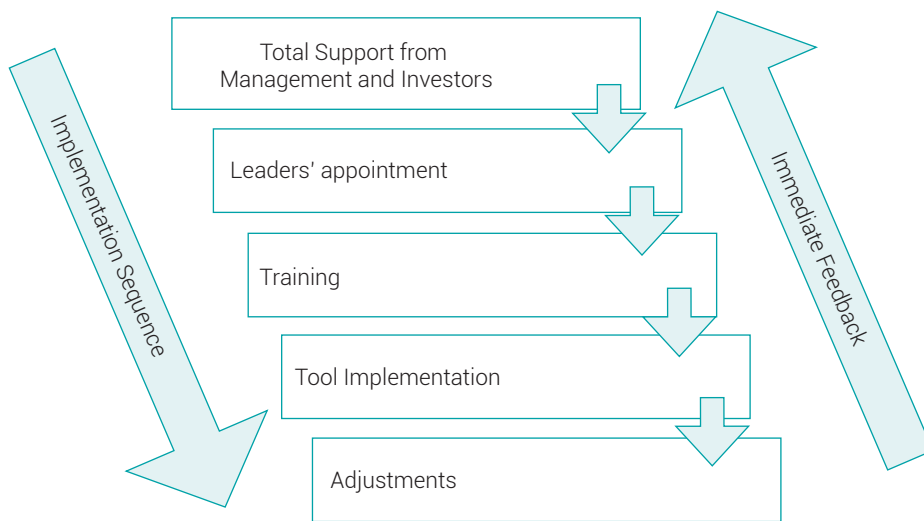 Total Support from
Management and Investors
Leaders' appointment
Training
Tool Implementation
Adjustments
Implementation Sequence
Immediate Feedback